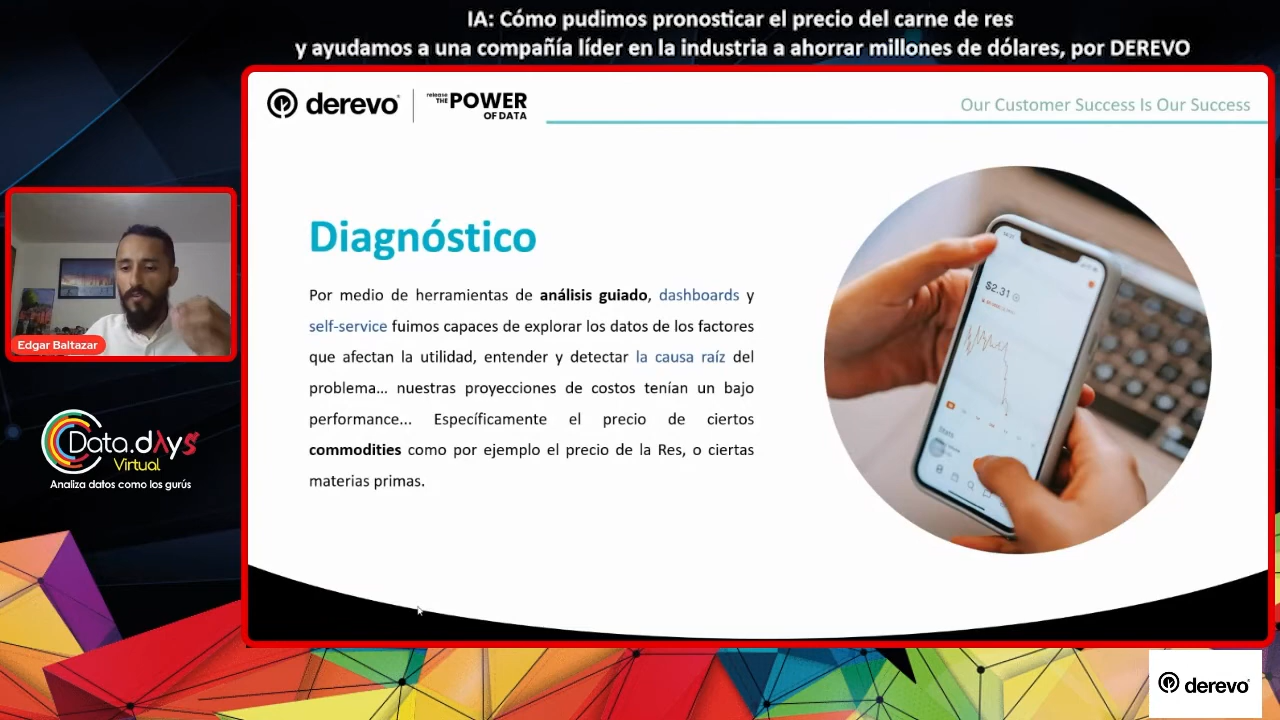 IA: Cómo pudimos pronosticar el precio del carne de res
y ayudamos a una compañía líder en la industria a ahorrar millones de dólares, por DEREVO
derevo
release
THE POWER
OF DATA
Our Customer Success Is Our Success
Diagnóstico
Por medio de herramientas de análisis guiado, dashboards y
self-service fuimos capaces de explorar los datos de los factores
que afectan la utilidad, entender y detectar la causa raíz del
problema... nuestras proyecciones de costos tenían un bajo
performance... Específicamente el precio de ciertos
commodities como por ejemplo el precio de la Res, o ciertas
materias primas.
$2.31
Edgar Baltazar
Data.dAys
Virtual
Analiza datos como los gurús
derevo